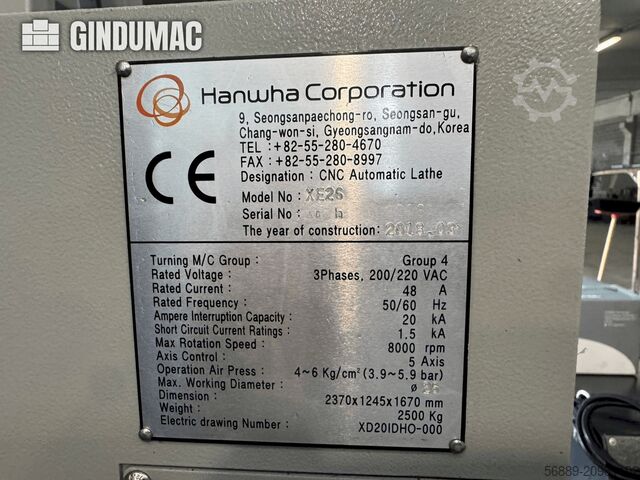 GINDUMAC
Hanwha Corporation
9, Seongsanpaechong-ro, Seongsan-gu,
Chang-won-si, Gyeongsangnam-do,Korea
TEL : +82-55-280-4670
FAX : +82-55-280-8997
CE
Designation : CNC Automatic Lathe
Model No : XE26
Serial No :
The year of construction:
Turning M/C Group : Group 4
Rated Voltage : 3Phases, 200/220 VAC
Rated Current : 48 A
Rated Frequency : 50/60 Hz
Ampere Interruption Capacity : 20 kA
Short Circuit Current Ratings : 1.5 kA
Max Rotation Speed : 8000 rpm
Axis Control : 5 Axis
Operation Air Press : 4~6 Kg/cm²(3.9~5.9 bar)
Max. Working Diameter : ø
Dimension : 2370x1245x1670 mm
Weight : 2500 Kg
Electric drawing Number : XD20IDHO-000